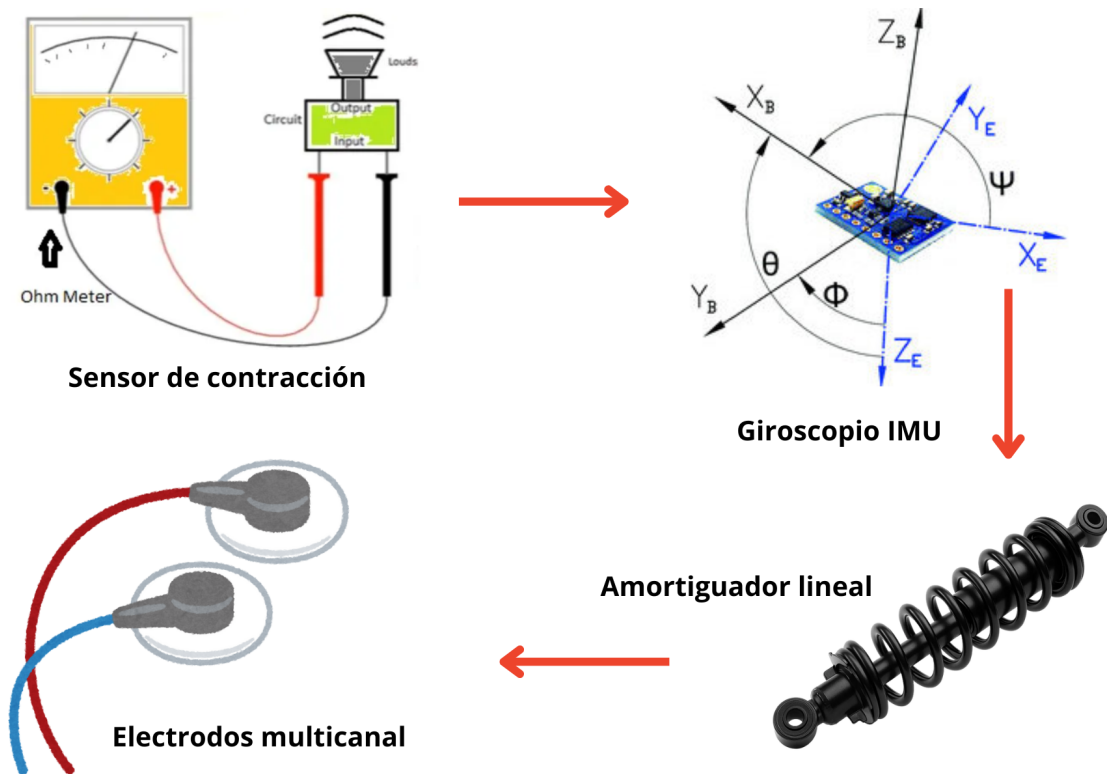 Louds
Output
Circuit
Input
- +
Ohm Meter
Sensor de contracción
Z_B
X_B
Y_E
Ψ
X_E
θ
Φ
Y_B
Z_E
Giroscopio IMU
Amortiguador lineal
Electrodos multicanal